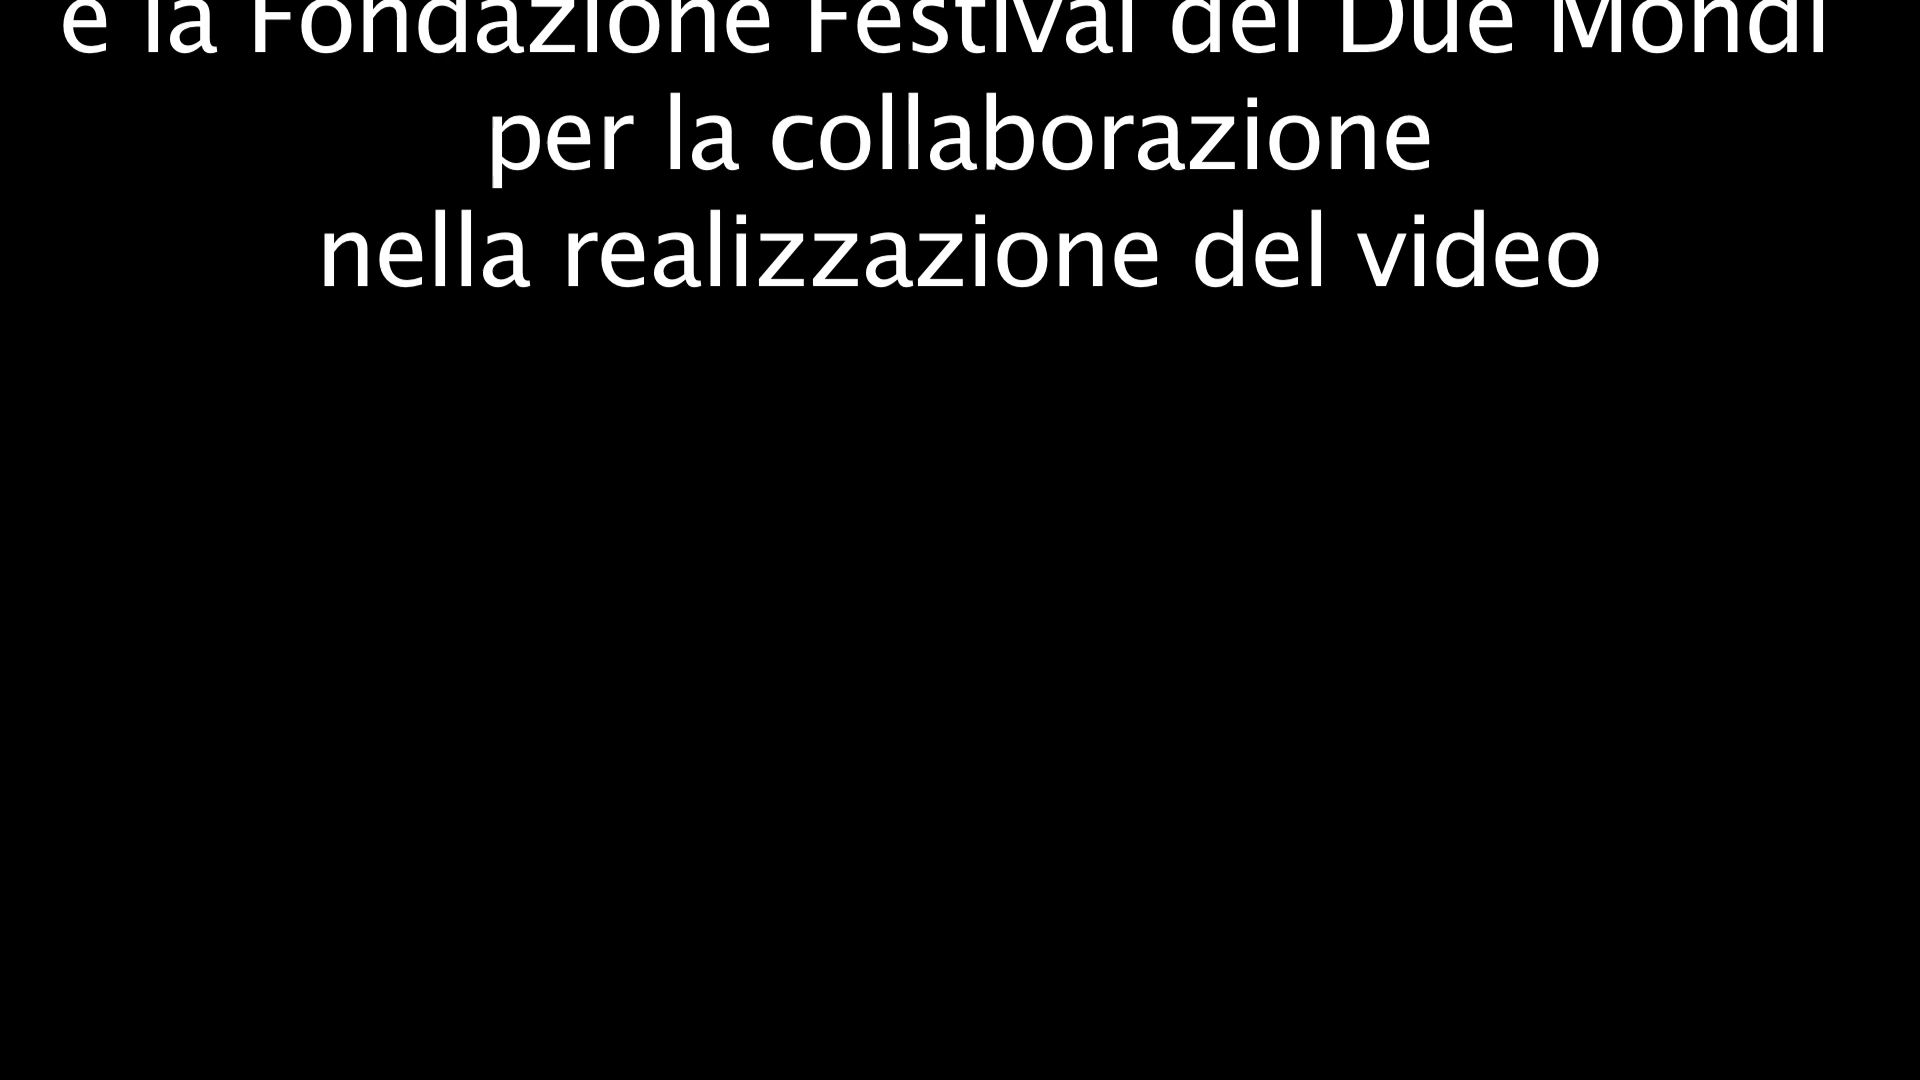 e la Fondazione Festival dei Due Mondi
per la collaborazione
nella realizzazione del video